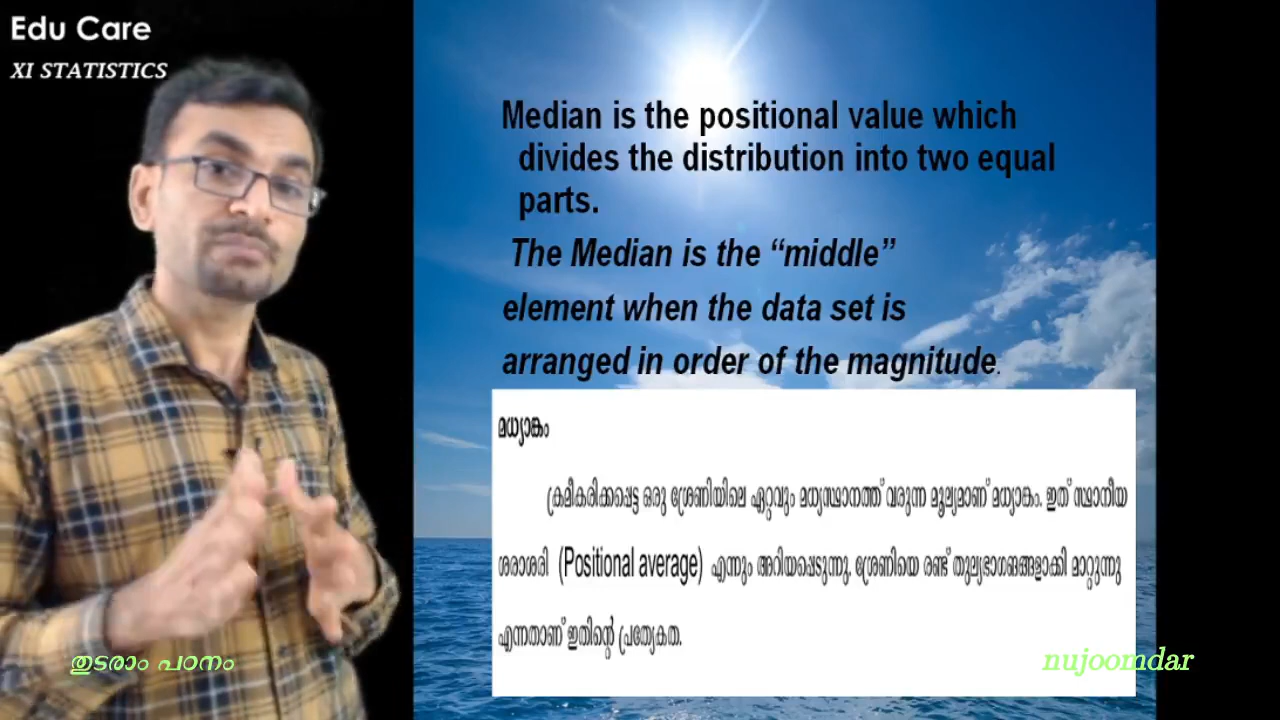 Edu Care
XI STATISTICS
Median is the positional value which
divides the distribution into two equal
parts.
The Median is the “middle”
element when the data set is
arranged in order of the magnitude.
മധ്യാങ്കം
ക്രമീകരിക്കപ്പെട്ട ഒരു ശ്രേണിയിലെ ഏറ്റവും മധ്യസ്ഥാനത്ത് വരുന്ന മൂല്യമാണ് മധ്യാങ്കം. ഇത് സ്ഥാനീയ
ശരാശരി (Positional average) എന്നും അറിയപ്പെടുന്നു. ശ്രേണിയെ രണ്ട് തുല്യഭാഗങ്ങളാക്കി മാറ്റുന്നു
എന്നതാണ് ഇതിന്റെ പ്രത്യേകത.
തുടരാം പഠനം
nujoomdar